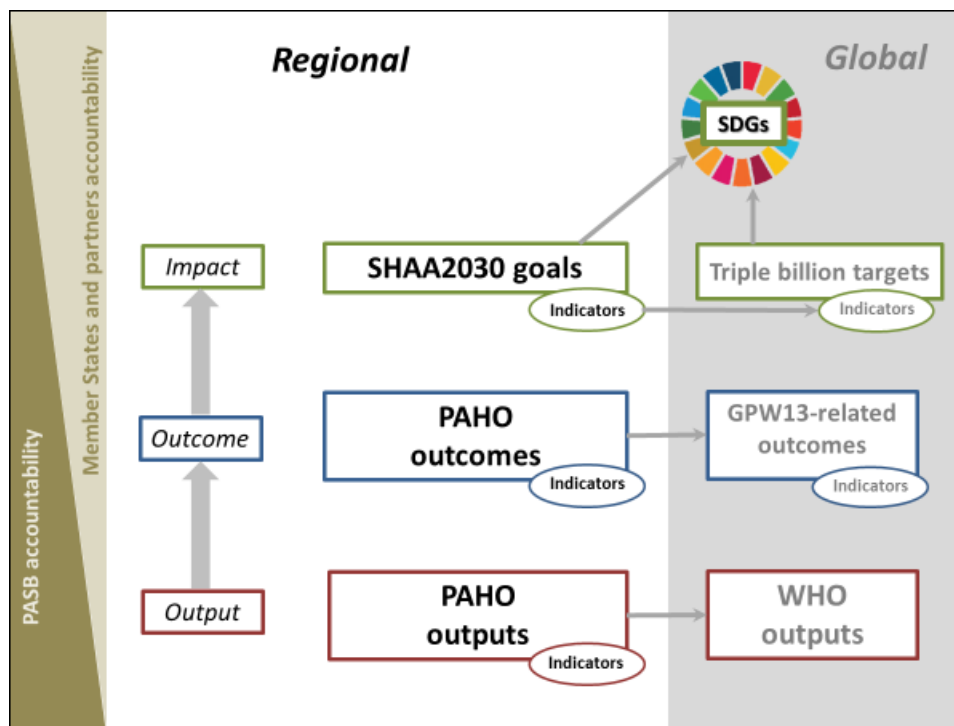 Regional
Global
SDGs
Member States and partners accountability
PASB accountability
Impact
SHAA2030 goals
Indicators
Triple billion targets
Indicators
Outcome
PAHO
outcomes
Indicators
GPW13-related
outcomes
Indicators
Output
PAHO
outputs
Indicators
WHO
outputs